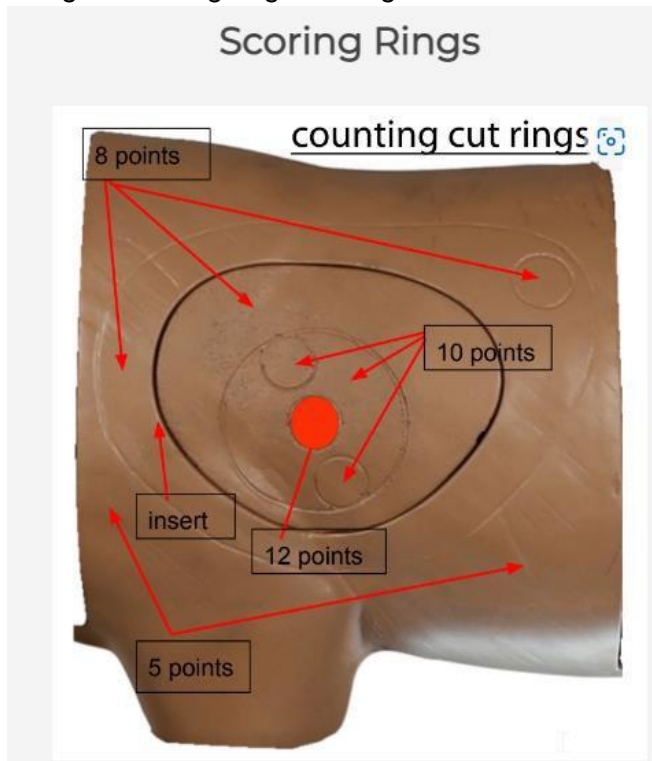 Scoring Rings
counting cut rings
8 points
10 points
insert
12 points
5 points